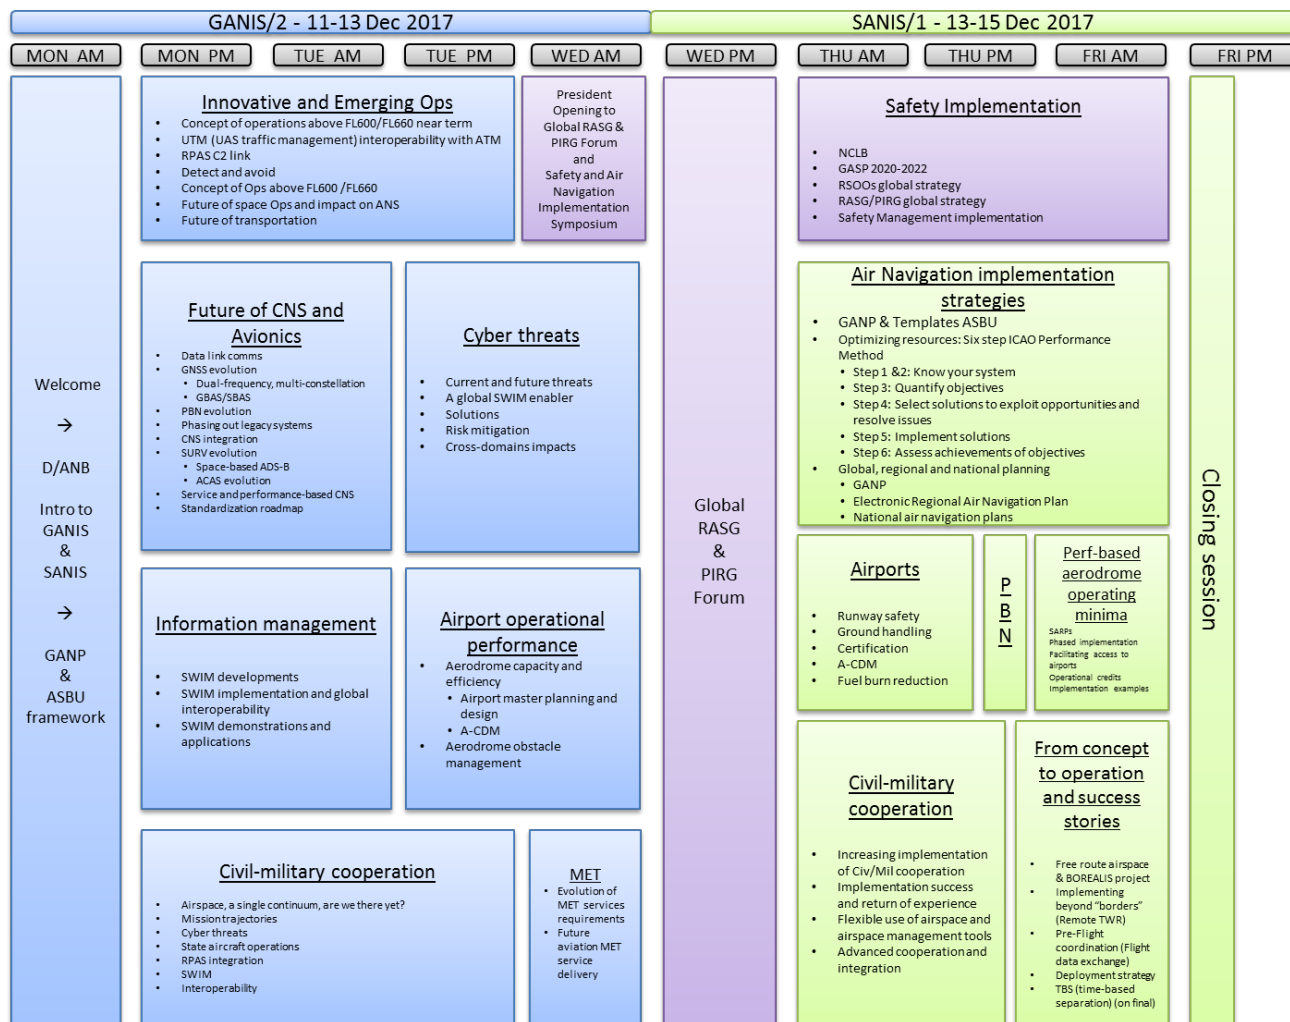 GANIS/2 - 11-13 Dec 2017
SANIS/1 - 13-15 Dec 2017
MON AM
MON PM
TUE AM
TUE PM
WED AM
WED PM
THU AM
THU PM
FRI AM
FRI PM
Welcome
→
D/ANB
Intro to
GANIS
&
SANIS
→
GANP
&
ASBU
framework
Innovative and Emerging Ops
• Concept of operations above FL600/FL660 near term
• UTM (UAS traffic management) interoperability with ATM
• RPAS C2 link
• Detect and avoid
• Concept of Ops above FL600 /FL660
• Future of space Ops and impact on ANS
• Future of transportation
President
Opening to
Global RASG &
PIRG Forum
and
Safety and Air
Navigation
Implementation
Symposium
Future of CNS and
Avionics
• Data link comms
• GNSS evolution
• Dual-frequency, multi-constellation
• GBAS/SBAS
• PBN evolution
• Phasing out legacy systems
• CNS integration
• SURV evolution
• Space-based ADS-B
• ACAS evolution
• Service and performance-based CNS
• Standardization roadmap
Cyber threats
• Current and future threats
• A global SWIM enabler
• Solutions
• Risk mitigation
• Cross-domains impacts
Information management
• SWIM developments
• SWIM implementation and global
interoperability
• SWIM demonstrations and
applications
Airport operational
performance
• Aerodrome capacity and
efficiency
• Airport master planning and
design
• A-CDM
• Aerodrome obstacle
management
Civil-military cooperation
• Airspace, a single continuum, are we there yet?
• Mission trajectories
• Cyber threats
• State aircraft operations
• RPAS integration
• SWIM
• Interoperability
MET
• Evolution of
MET services
requirements
• Future
aviation MET
service
delivery
Global
RASG
&
PIRG
Forum
Safety Implementation
• NCLB
• GASP 2020-2022
• RSOOs global strategy
• RASG/PIRG global strategy
• Safety Management implementation
Air Navigation implementation
strategies
• GANP & Templates ASBU
• Optimizing resources: Six step ICAO Performance
Method
• Step 1 &2: Know your system
• Step 3: Quantify objectives
• Step 4: Select solutions to exploit opportunities and
resolve issues
• Step 5: Implement solutions
• Step 6: Assess achievements of objectives
• Global, regional and national planning
• GANP
• Electronic Regional Air Navigation Plan
• National air navigation plans
Airports
• Runway safety
• Ground handling
• Certification
• A-CDM
• Fuel burn reduction
P
B
N
Perf-based
aerodrome
operating
minima
SARPs
Phased implementation
Facilitating access to
airports
Operational credits
Implementation examples
Civil-military
cooperation
• Increasing implementation
of Civ/Mil cooperation
• Implementation success
and return of experience
• Flexible use of airspace and
airspace management tools
• Advanced cooperation and
integration
From concept
to operation
and success
stories
• Free route airspace
& BOREALIS project
• Implementing
beyond “borders”
(Remote TWR)
• Pre-Flight
coordination (Flight
data exchange)
• Deployment strategy
• TBS (time-based
separation) (on final)
Closing session